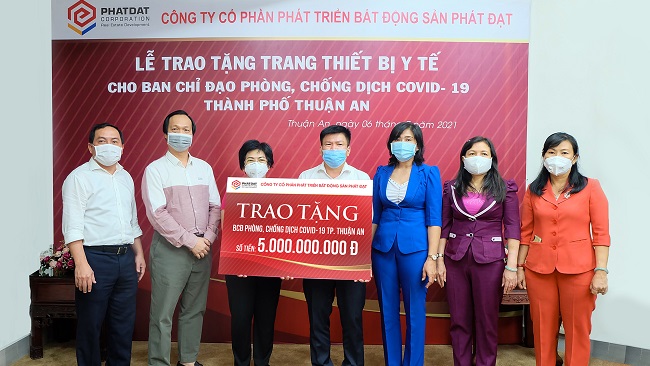 PHATDAT
CORPORATION
Real Estate Development
CÔNG TY CỔ PHẦN PHÁT TRIỂN BẤT ĐỘNG SẢN PHÁT ĐẠT
LỄ TRAO TẶNG TRANG THIẾT BỊ Y TẾ
CHO BAN CHỈ ĐẠO PHÒNG, CHỐNG DỊCH COVID- 19
THÀNH PHỐ THUẬN AN
Thuận An, ngày 06 tháng 2021
PHATDAT
CORPORATION
CÔNG TY CỔ PHẦN PHÁT TRIỂN BẤT ĐỘNG SẢN PHÁT ĐẠT
TRAO TẶNG
BCĐ PHÒNG, CHỐNG DỊCH COVID-19 TP. THUẬN AN
SỐ TIỀN: 5.000.000.000 Đ